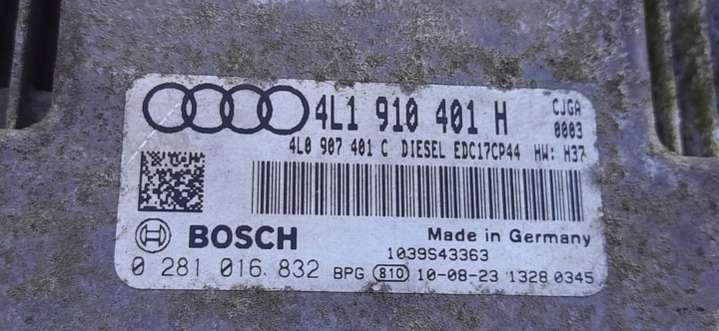 4L1 910 401 H CJGA
0003
4L0 907 401 C DIESEL EDC17CP44 HW: H37
BOSCH Made in Germany
1039S43363
0 281 016 832 BPG 810 10-08-23 1328 0345